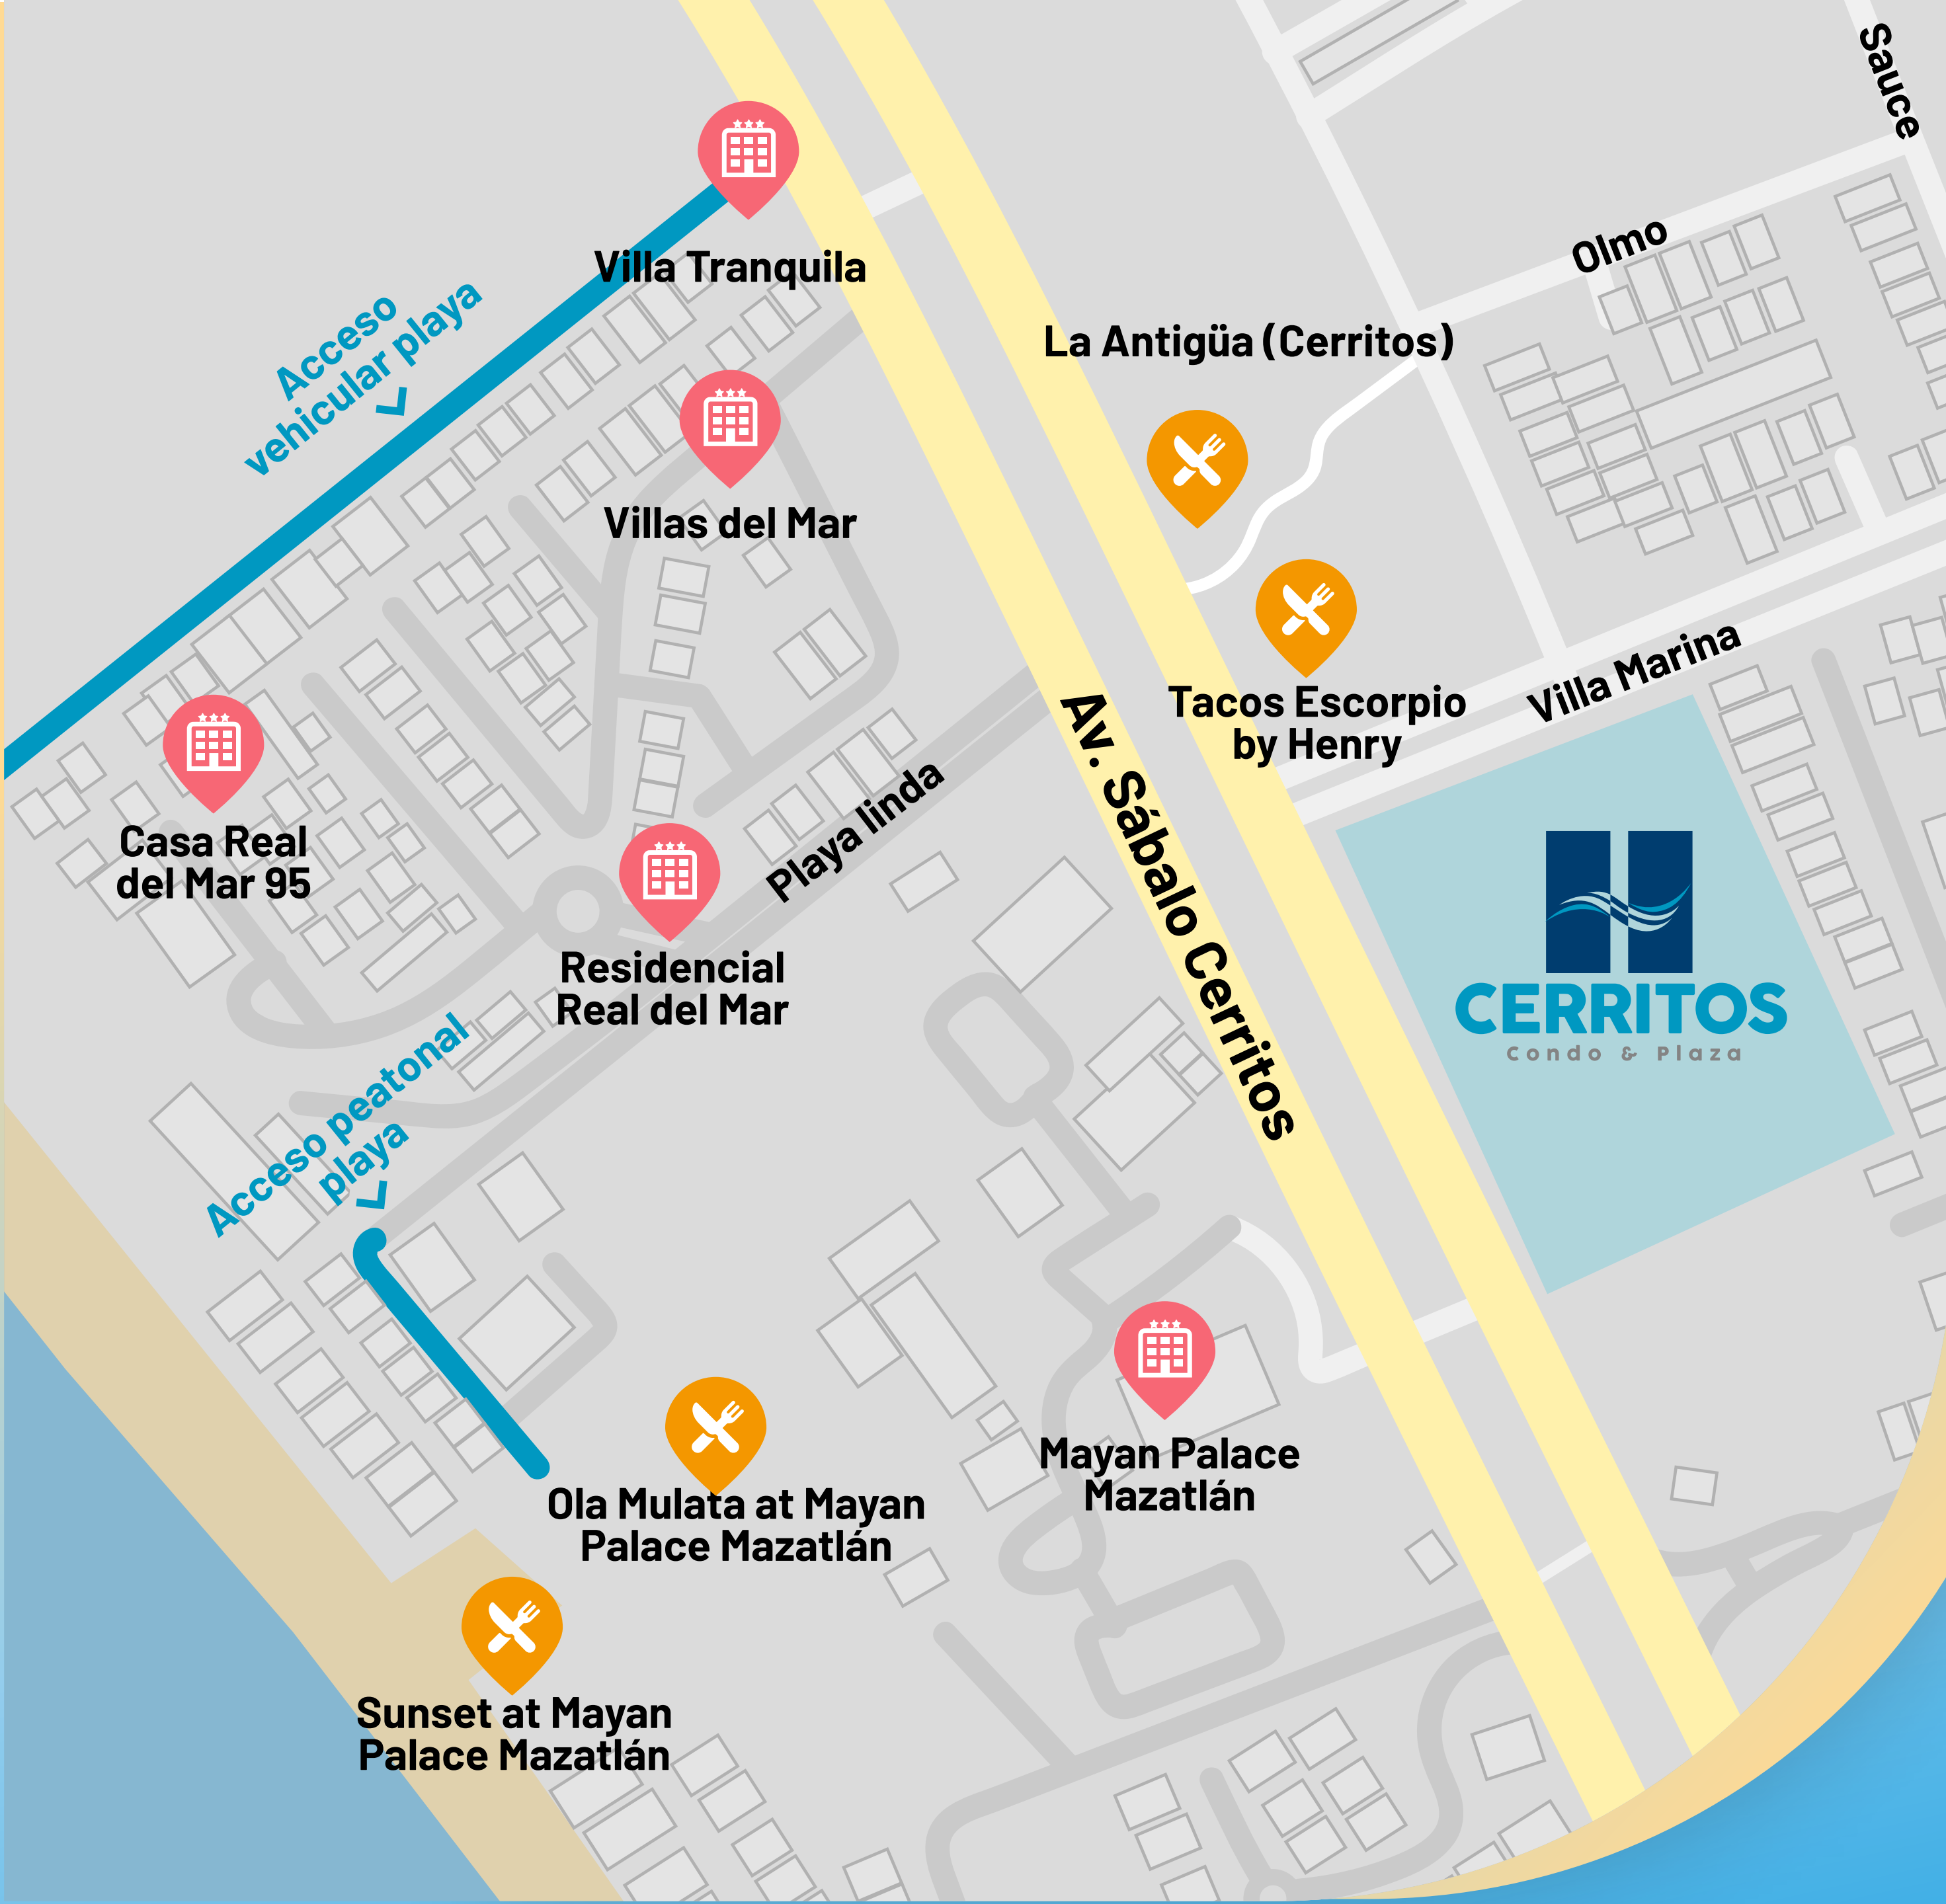 Sauce
Olmo
Villa Tranquila
Acceso
vehicular playa
La Antigüa (Cerritos)
Villas del Mar
Villa Marina
Tacos Escorpio
by Henry
Av. Sábalo Cerritos
Playa linda
Casa Real
del Mar 95
Residencial
Real del Mar
CERRITOS
Condo & Plaza
Acceso peatonal
playa
Mayan Palace
Mazatlán
Ola Mulata at Mayan
Palace Mazatlán
Sunset at Mayan
Palace Mazatlán